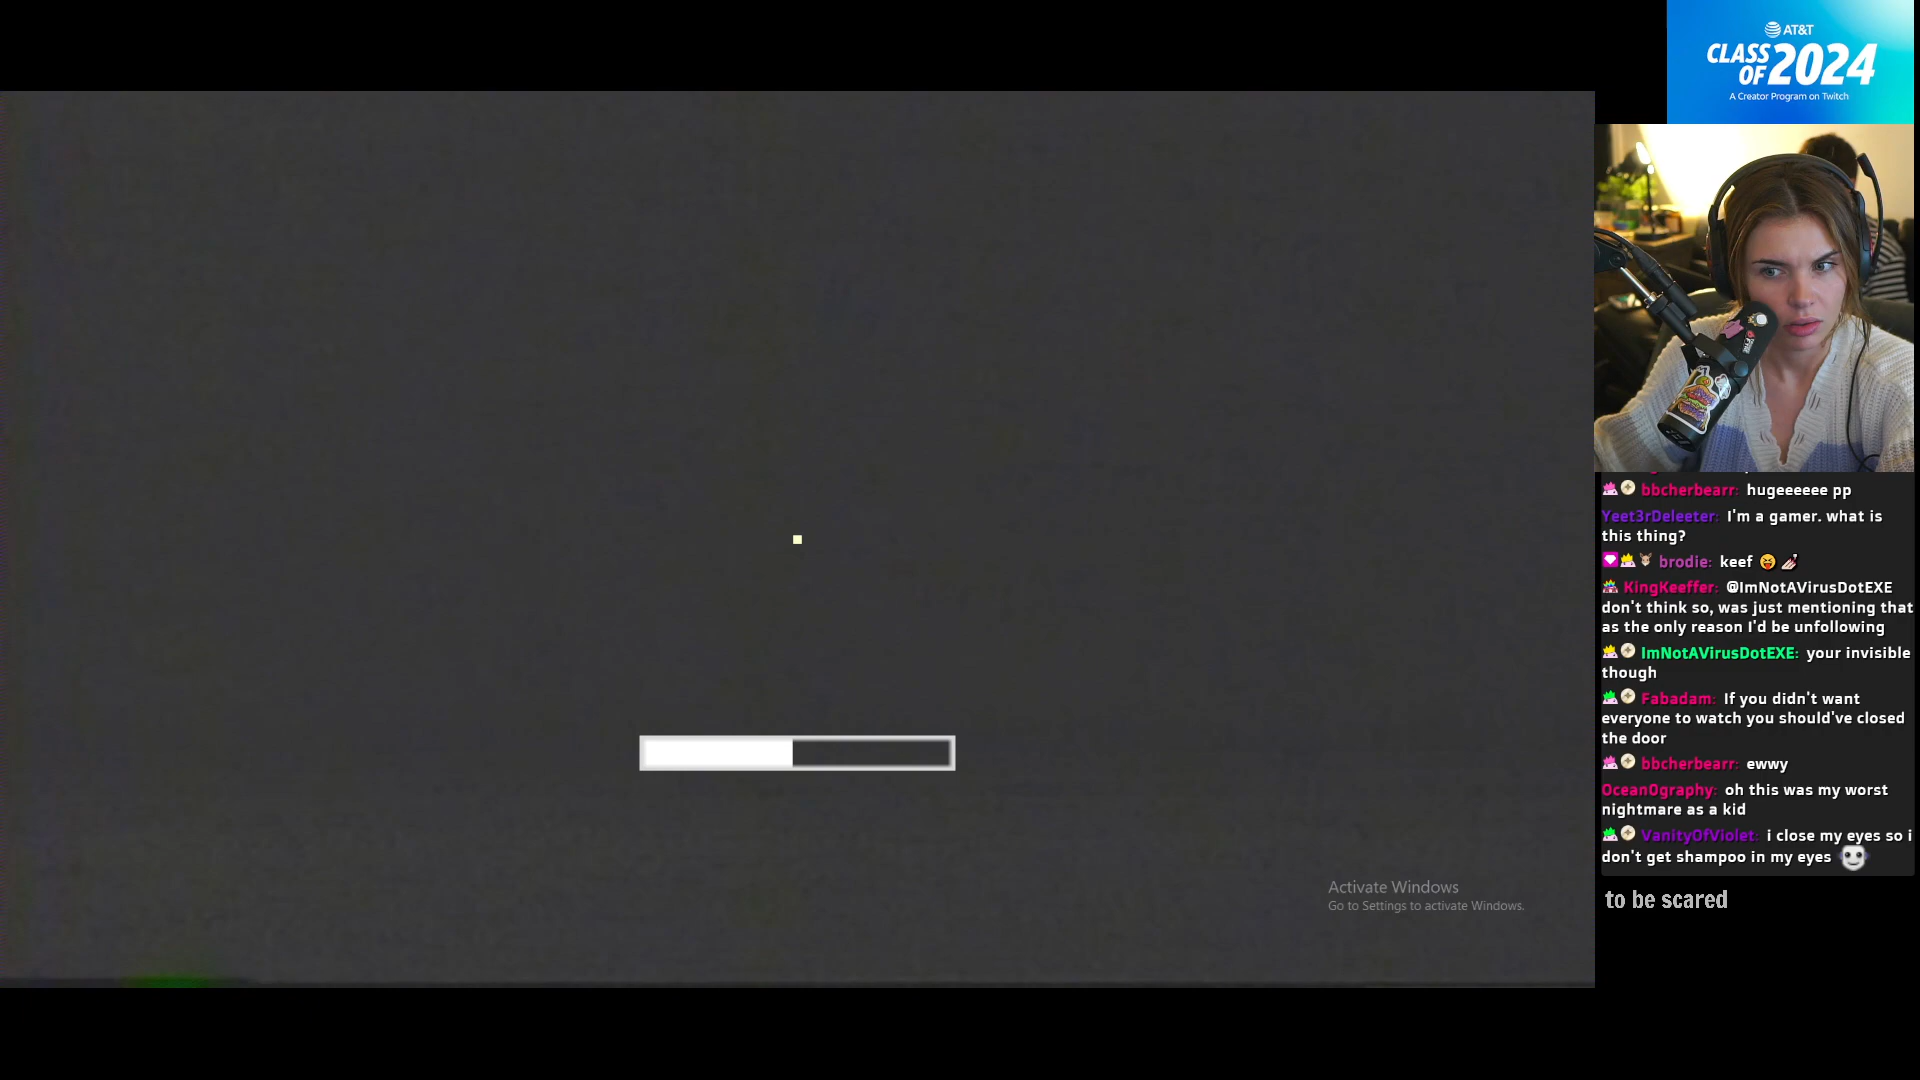 AT&T
CLASS
OF 2024
A Creator Program on Twitch
bbcherbearr: hugeeeeee pp
Yeet3rDeleeter: I'm a gamer. what is
this thing?
brodie: keef
KingKeeffer: @ImNotAVirusDotEXE
don't think so, was just mentioning that
as the only reason I'd be unfollowing
ImNotAVirusDotEXE: your invisible
though
Fabadam: If you didn't want
everyone to watch you should've closed
the door
bbcherbearr: ewwy
OceanOgraphy: oh this was my worst
nightmare as a kid
VanityOfViolet: i close my eyes so i
don't get shampoo in my eyes
to be scared
Activate Windows
Go to Settings to activate Windows.